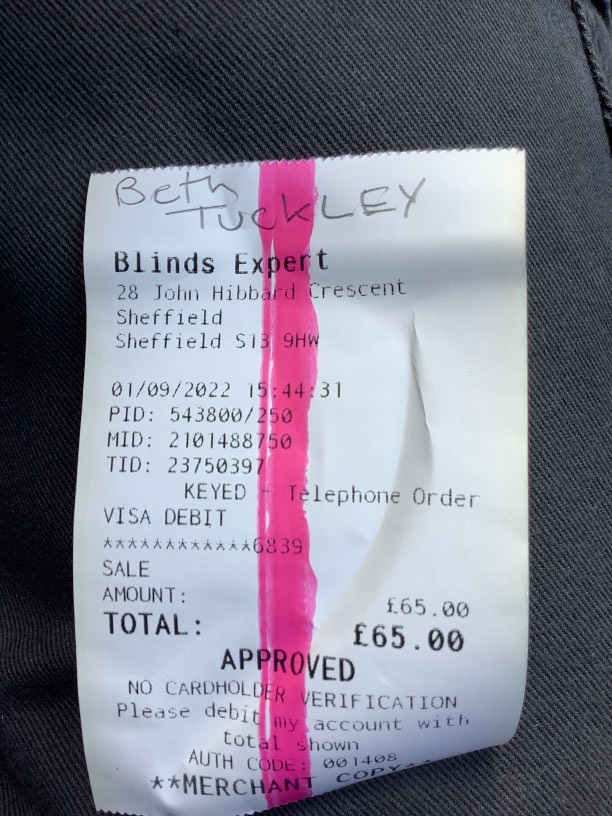 Beth
TUCKLEY
Blinds Expert
28 John Hibbard Crescent
Sheffield
Sheffield S13 9HW
01/09/2022 15:44:31
PID: 543800/250
MID: 2101488750
TID: 23750397
KEYED - Telephone Order
VISA DEBIT
************6839
SALE
AMOUNT: £65.00
TOTAL: £65.00
APPROVED
NO CARDHOLDER VERIFICATION
Please debit my account with
total shown
AUTH CODE: 001408
**MERCHANT COPY**